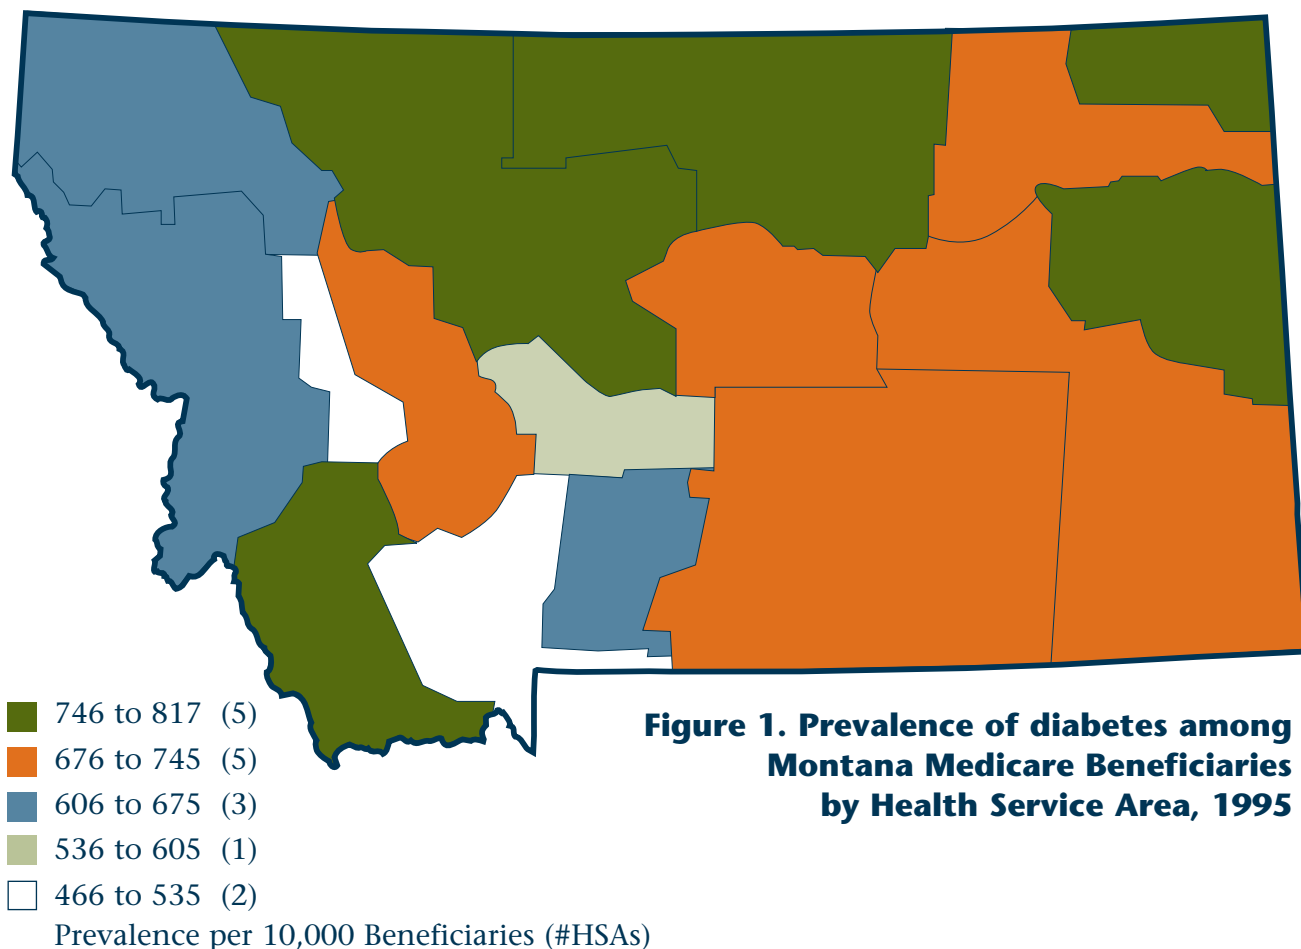 746 to 817 (5)
676 to 745 (5)
606 to 675 (3)
536 to 605 (1)
466 to 535 (2)
Prevalence per 10,000 Beneficiaries (#HSAs)
Figure 1. Prevalence of diabetes among
Montana Medicare Beneficiaries
by Health Service Area, 1995